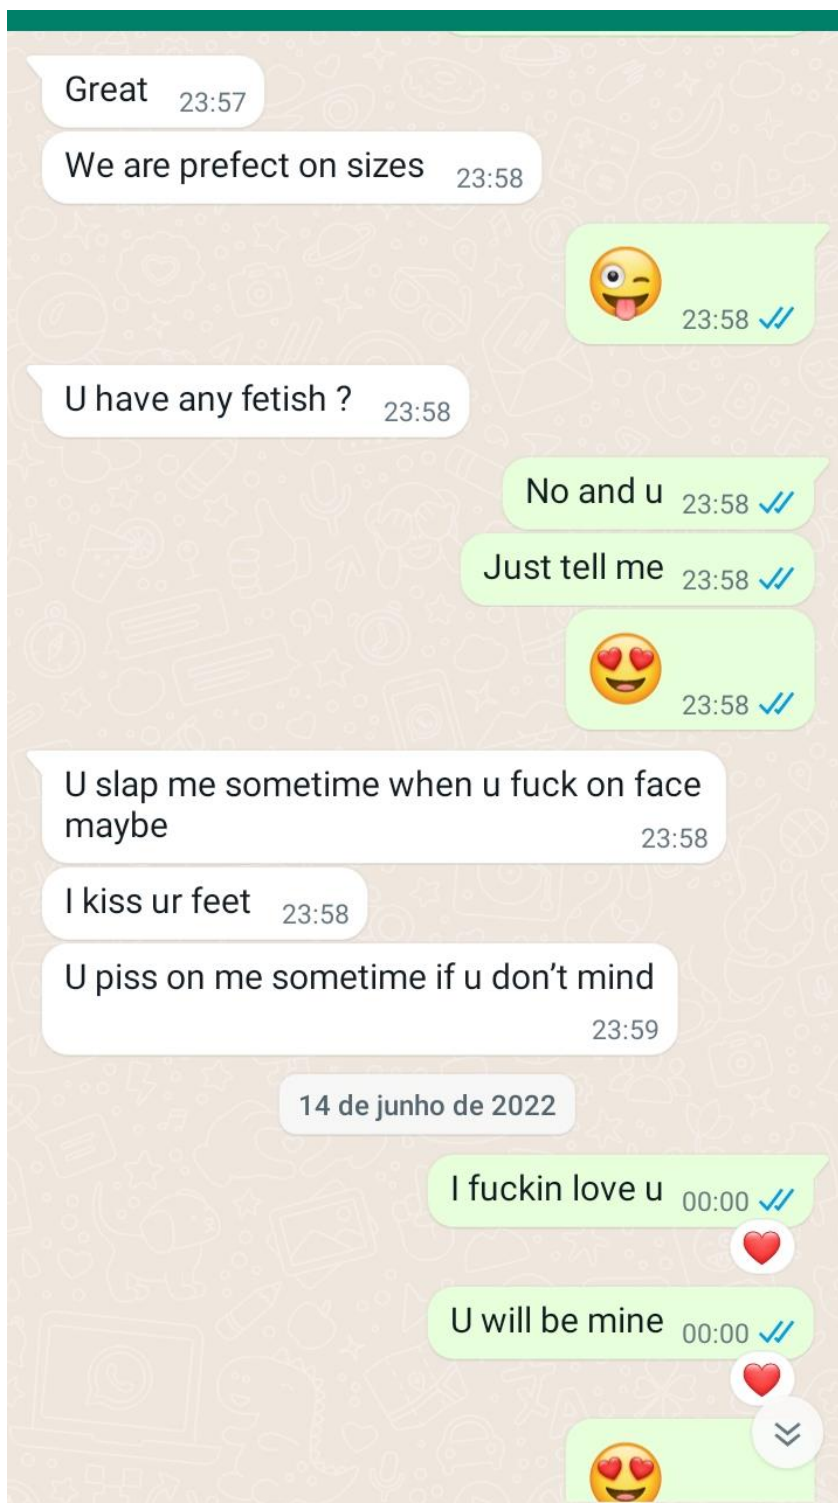 Great 23:57
We are prefect on sizes 23:58
23:58
U have any fetish ? 23:58
No and u 23:58
Just tell me 23:58
23:58
U slap me sometime when u fuck on face
maybe 23:58
I kiss ur feet 23:58
U piss on me sometime if u don’t mind
23:59
14 de junho de 2022
I fuckin love u 00:00
U will be mine 00:00